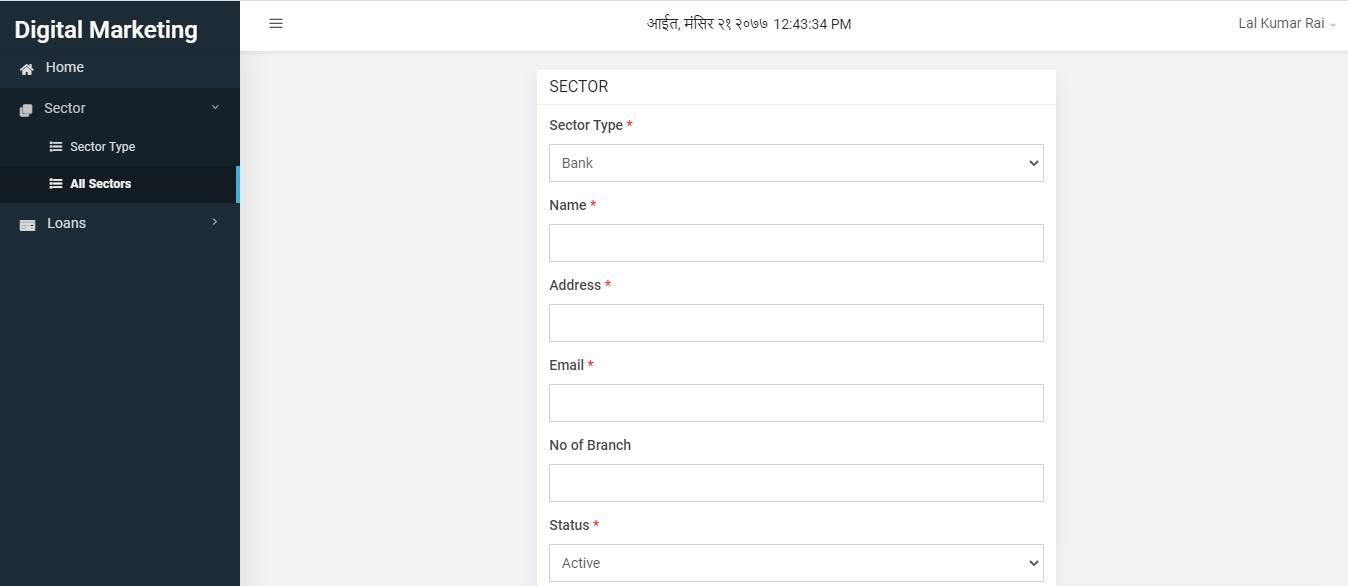 Digital Marketing
आईत, मंसिर २१ २०७७ 12:43:34 PM
Lal Kumar Rai
Home
Sector
Sector Type
All Sectors
Loans
SECTOR
Sector Type *
Bank
Name *
Address *
Email *
No of Branch
Status *
Active